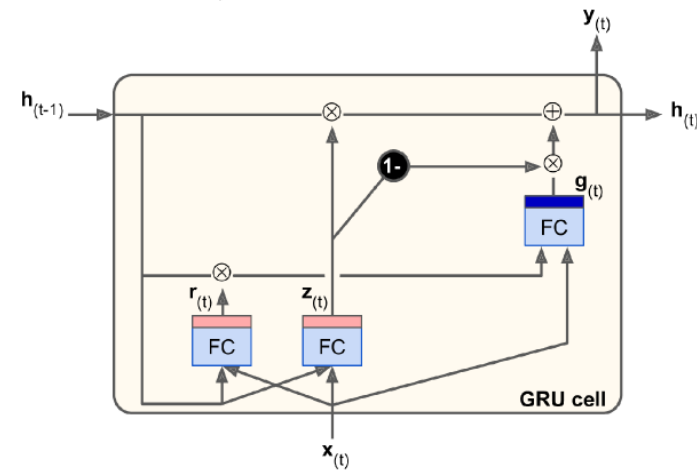 y(t)
h(t-1)
h(t)
1-
g(t)
FC
r(t)
z(t)
FC
FC
GRU cell
x(t)